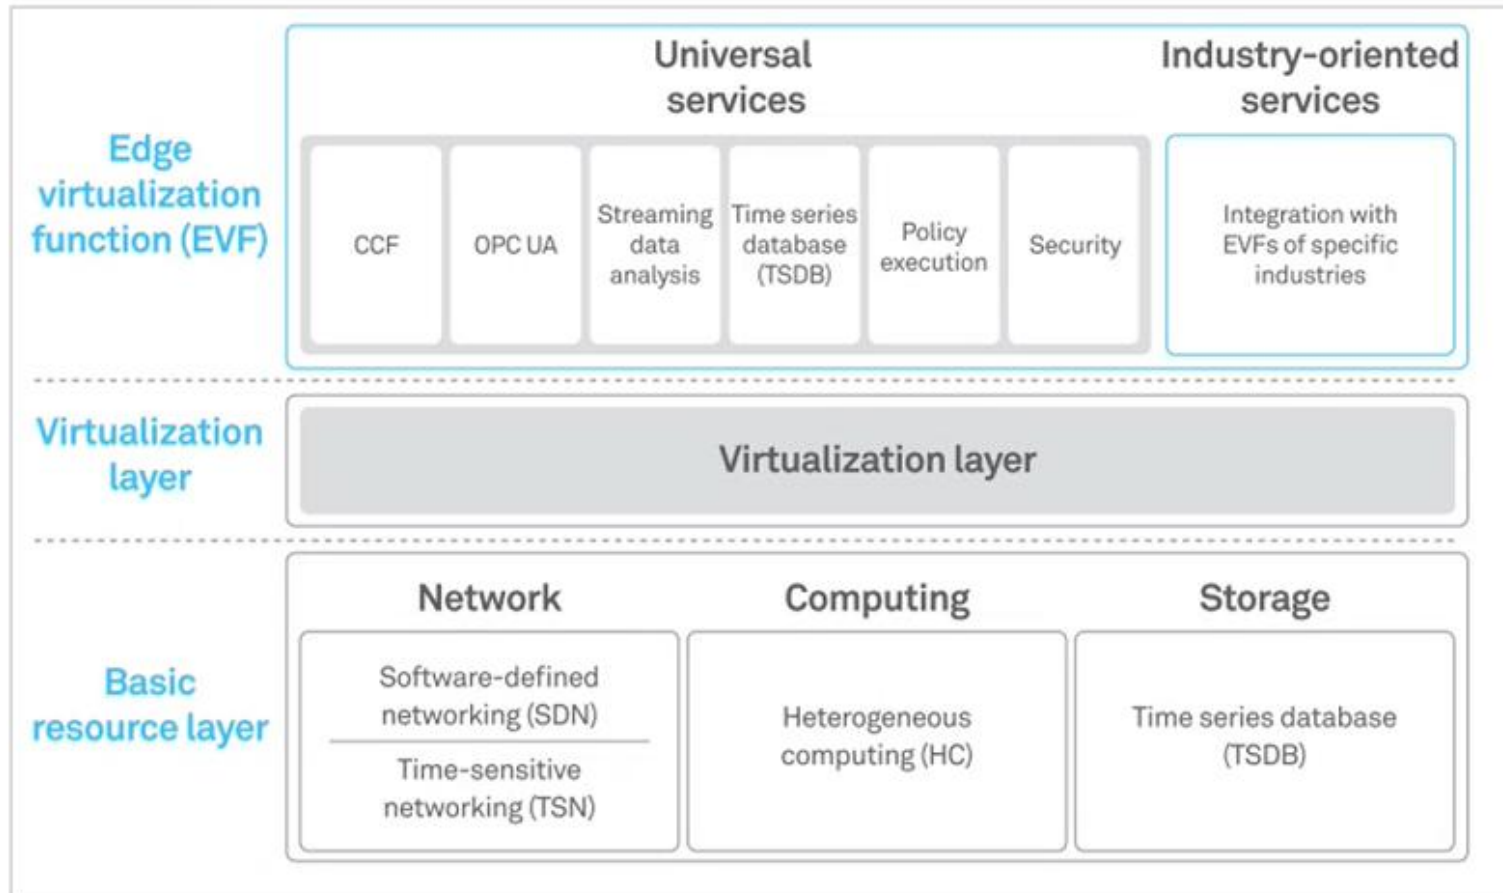 Universal
services
Industry-oriented
services
Edge
virtualization
function (EVF)
CCF
OPC UA
Streaming
data
analysis
Time series
database
(TSDB)
Policy
execution
Security
Integration with
EVFs of specific
industries
Virtualization
layer
Virtualization layer
Basic
resource layer
Network
Computing
Storage
Software-defined
networking (SDN)
Time-sensitive
networking (TSN)
Heterogeneous
computing (HC)
Time series database
(TSDB)